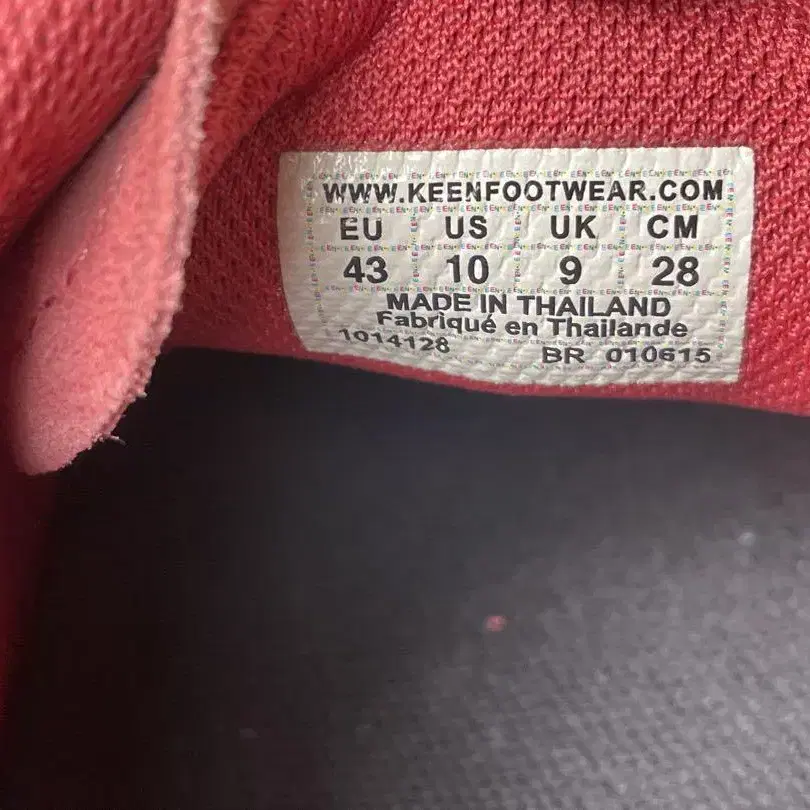 WWW.KEENFOOTWEAR.COM
EU US UK CM
43 10 9 28
MADE IN THAILAND
Fabriqué en Thailande
1014128 BR 010615